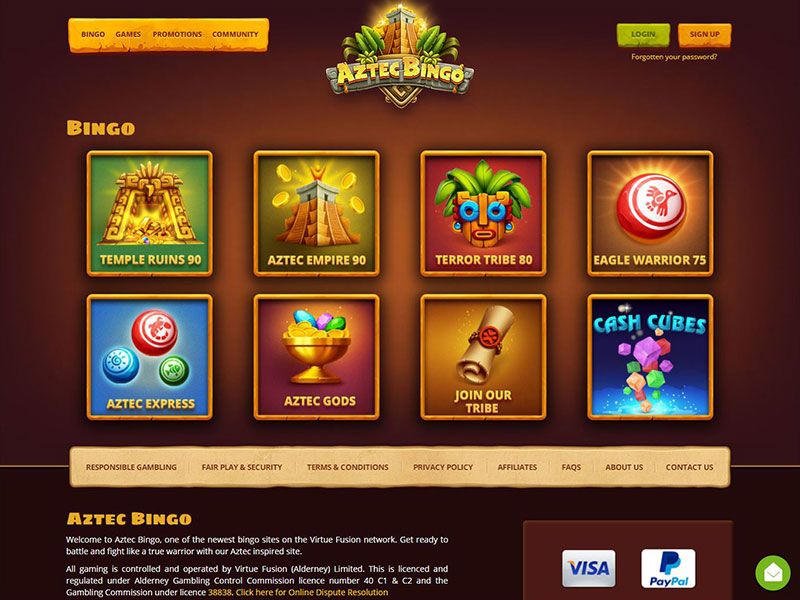 BINGO GAMES PROMOTIONS COMMUNITY
AZTEC BINGO
LOGIN SIGN UP
Forgotten your password?
BINGO
TEMPLE RUINS 90
AZTEC EMPIRE 90
TERROR TRIBE 80
EAGLE WARRIOR 75
AZTEC EXPRESS
AZTEC GODS
JOIN OUR
TRIBE
CASH CUBES
RESPONSIBLE GAMBLING FAIR PLAY & SECURITY TERMS & CONDITIONS PRIVACY POLICY AFFILIATES FAQS ABOUT US CONTACT US
AZTEC BINGO
Welcome to Aztec Bingo, one of the newest bingo sites on the Virtue Fusion network. Get ready to
battle and fight like a true warrior with our Aztec inspired site.
All gaming is controlled and operated by Virtue Fusion (Alderney) Limited. This is licenced and
regulated under Alderney Gambling Control Commission licence number 40 C1 & C2 and the
Gambling Commission under licence 38838. Click here for Online Dispute Resolution
VISA
PayPal